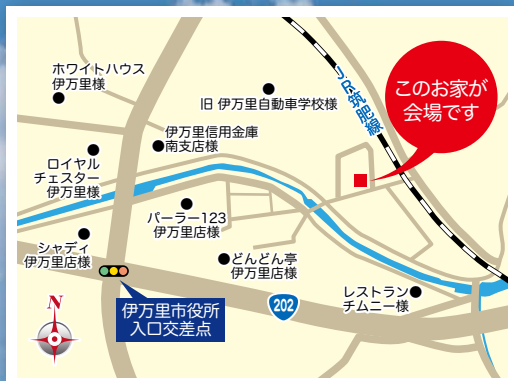 ホワイトハウス
伊万里様
旧 伊万里自動車学校様
JR筑肥線
このお家が
会場です
伊万里信用金庫
南支店様
ロイヤル
チェスター
伊万里様
パーラー123
伊万里店様
シャディ
伊万里店様
どんどん亭
伊万里店様
伊万里市役所
入口交差点
202
レストラン
チムニー様
N